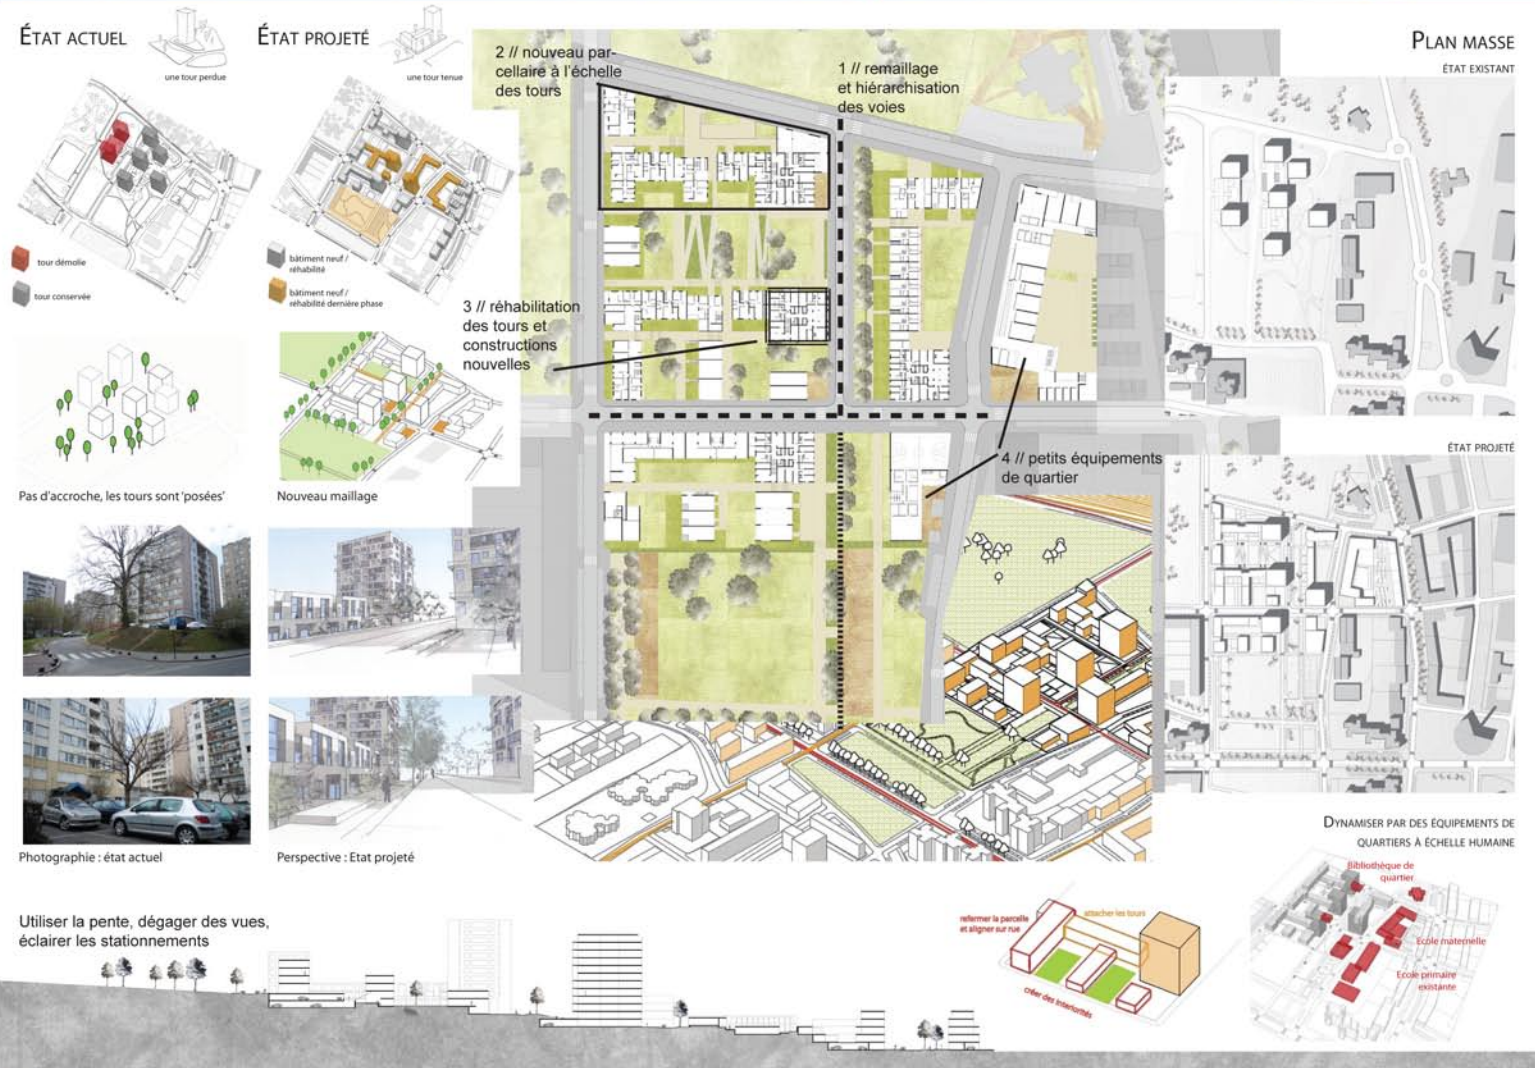 ÉTAT ACTUEL
une tour perdue
ÉTAT PROJETÉ
une tour tenue
tour démolie
tour conservée
bâtiment neuf /
réhabilité
bâtiment neuf /
réhabilité dernière phase
Pas d'accroche, les tours sont 'posées'
Nouveau maillage
Photographie : état actuel
Perspective : Etat projeté
2 // nouveau par-
cellaire à l'échelle
des tours
1 // remaillage
et hiérarchisation
des voies
3 // réhabilitation
des tours et
constructions
nouvelles
4 // petits équipements
de quartier
PLAN MASSE
ÉTAT EXISTANT
ÉTAT PROJETÉ
DYNAMISER PAR DES ÉQUIPEMENTS DE
QUARTIERS À ÉCHELLE HUMAINE
Bibliothèque de
quartier
Ecole maternelle
Ecole primaire
existante
refermer la parcelle
et aligner sur rue
attacher les tours
créer des interiorités
Utiliser la pente, dégager des vues,
éclairer les stationnements